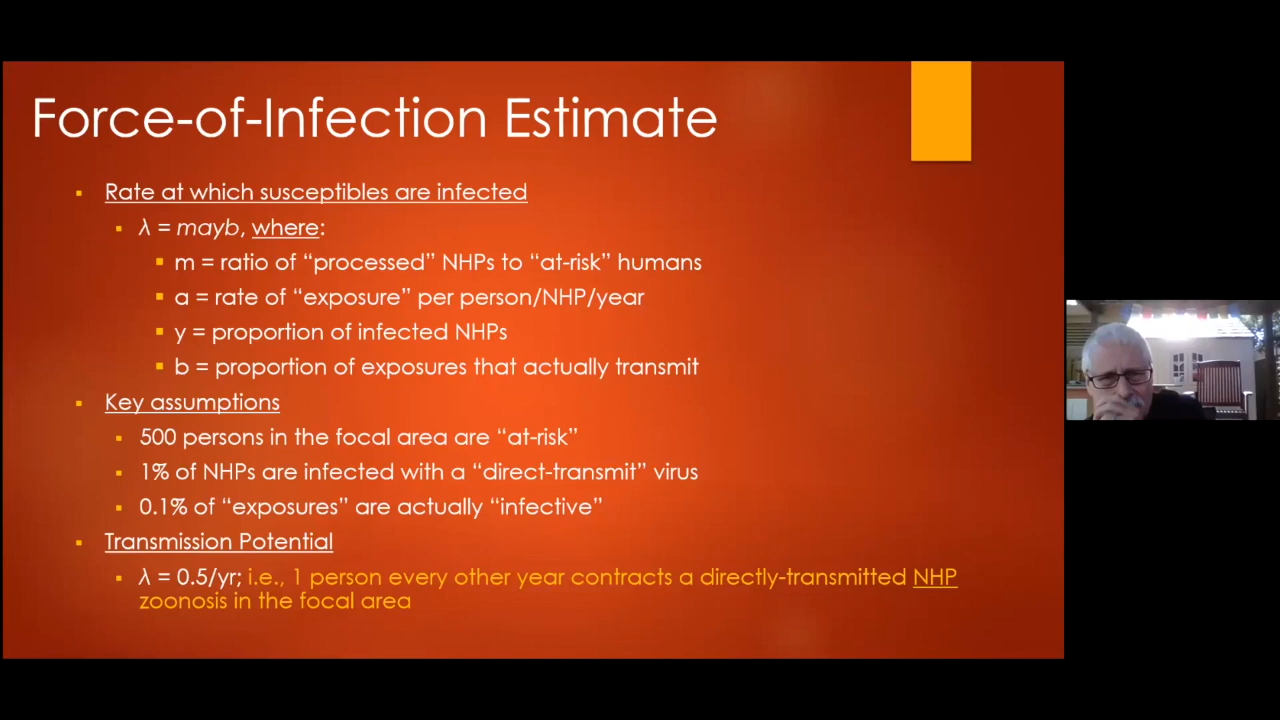 Force-of-Infection Estimate
Rate at which susceptibles are infected
λ = mayb, where:
m = ratio of “processed” NHPs to “at-risk” humans
a = rate of “exposure” per person/NHP/year
y = proportion of infected NHPs
b = proportion of exposures that actually transmit
Key assumptions
500 persons in the focal area are “at-risk”
1% of NHPs are infected with a “direct-transmit” virus
0.1% of “exposures” are actually “infective”
Transmission Potential
λ = 0.5/yr; i.e., 1 person every other year contracts a directly-transmitted NHP
zoonosis in the focal area